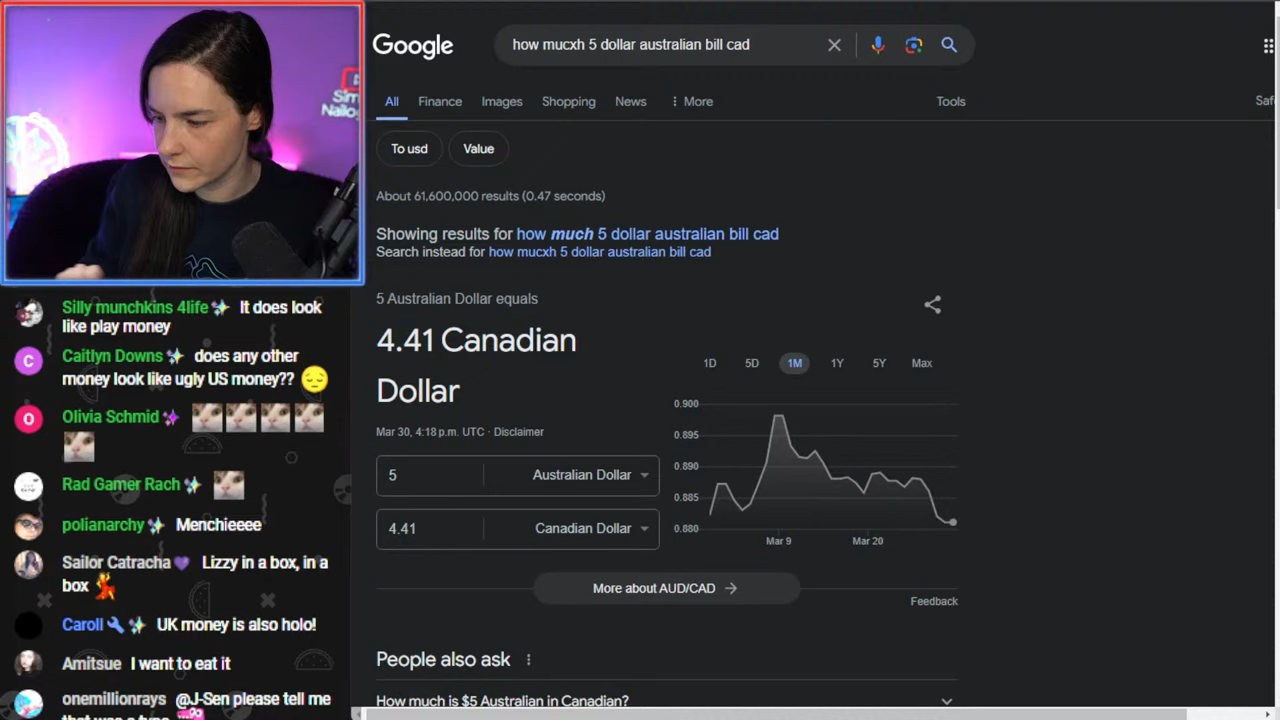 Sim
Nailog
Silly munchkins 4life It does look
like play money
C
Caitlyn Downs does any other
money look like ugly US money??
O
Olivia Schmid
Rad Gamer Rach
polianarchy Menchieeee
Sailor Catracha Lizzy in a box, in a
box
Caroll UK money is also holo!
Amitsue I want to eat it
onemillionrays @J-Sen please tell me
that was a typo
Google
how mucxh 5 dollar australian bill cad
All Finance Images Shopping News More Tools Saf
To usd Value
About 61,600,000 results (0.47 seconds)
Showing results for how much 5 dollar australian bill cad
Search instead for how mucxh 5 dollar australian bill cad
5 Australian Dollar equals
4.41 Canadian
Dollar
Mar 30, 4:18 p.m. UTC · Disclaimer
5 Australian Dollar
4.41 Canadian Dollar
1D 5D 1M 1Y 5Y Max
0.900
0.895
0.890
0.885
0.880
Mar 9 Mar 20
More about AUD/CAD
Feedback
People also ask
How much is $5 Australian in Canadian?